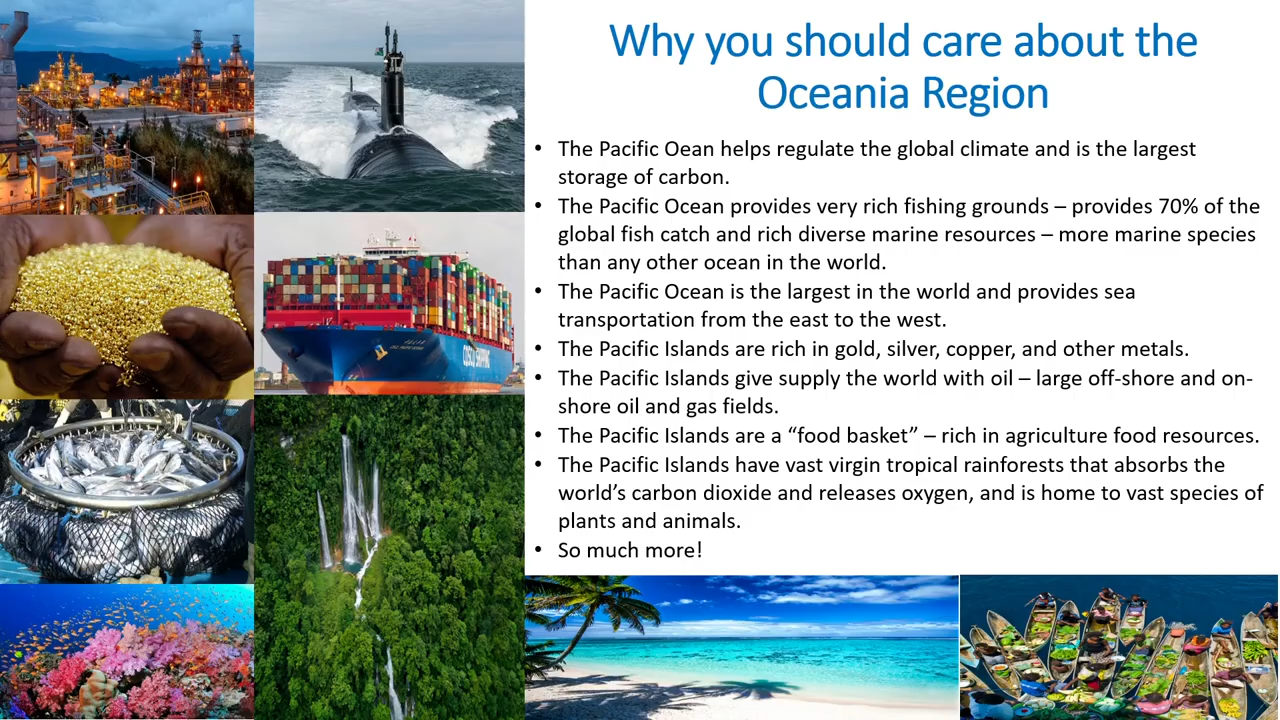 Why you should care about the
Oceania Region
• The Pacific Oean helps regulate the global climate and is the largest
storage of carbon.
• The Pacific Ocean provides very rich fishing grounds – provides 70% of the
global fish catch and rich diverse marine resources – more marine species
than any other ocean in the world.
• The Pacific Ocean is the largest in the world and provides sea
transportation from the east to the west.
• The Pacific Islands are rich in gold, silver, copper, and other metals.
• The Pacific Islands give supply the world with oil – large off-shore and on-
shore oil and gas fields.
• The Pacific Islands are a “food basket” – rich in agriculture food resources.
• The Pacific Islands have vast virgin tropical rainforests that absorbs the
world’s carbon dioxide and releases oxygen, and is home to vast species of
plants and animals.
• So much more!
COSCO SHIPPING